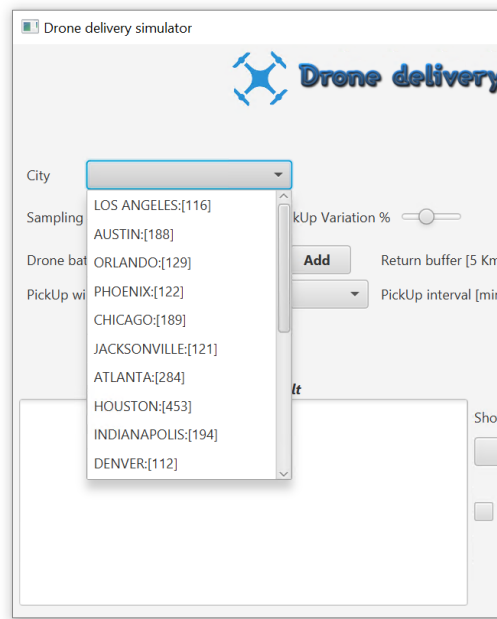 Drone delivery simulator
Drone delivery
City
LOS ANGELES:[116]
Sampling
kUp Variation %
AUSTIN:[188]
Drone bat
ORLANDO:[129]
Add
Return buffer [5 Km
PickUp wi
PHOENIX:[122]
PickUp interval [min
CHICAGO:[189]
JACKSONVILLE:[121]
ATLANTA:[284]
lt
HOUSTON:[453]
Sho
INDIANAPOLIS:[194]
DENVER:[112]